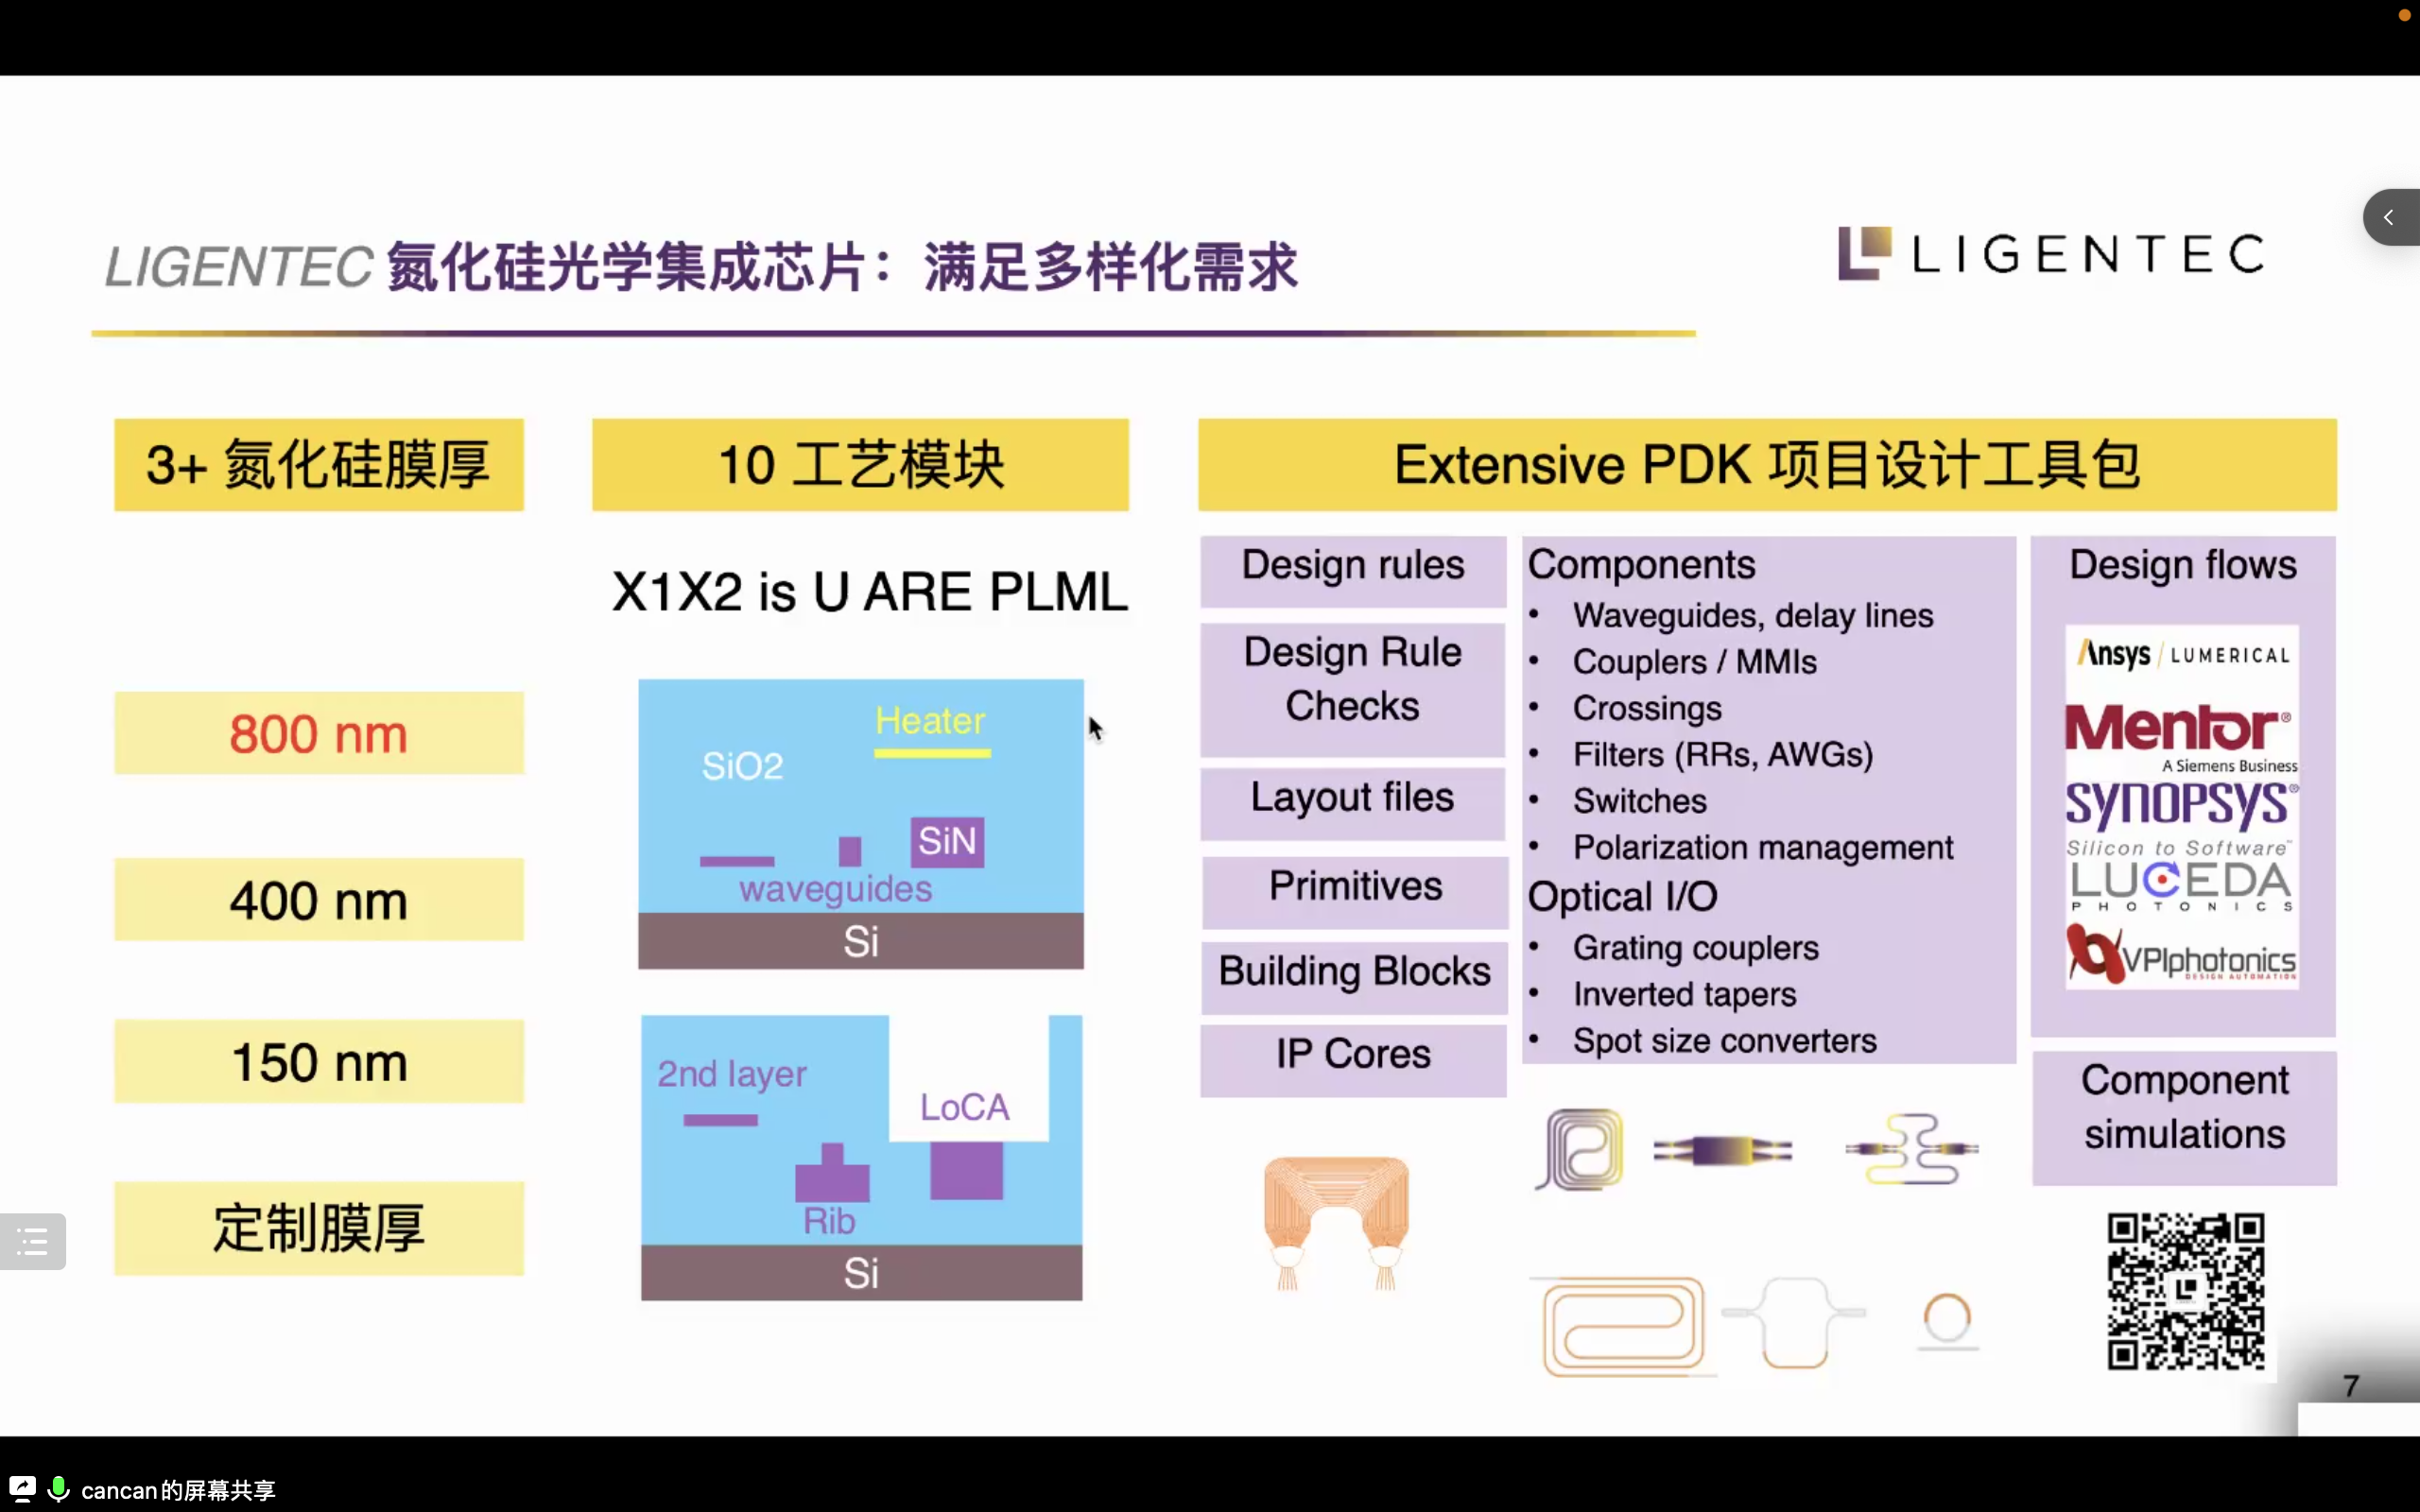 LIGENTEC 氮化硅光学集成芯片：满足多样化需求
LIGENTEC
3+ 氮化硅膜厚
800 nm
400 nm
150 nm
定制膜厚
10 工艺模块
X1X2 is U ARE PLML
Heater
SiO2
SiN
waveguides
Si
2nd layer
LoCA
Rib
Si
Extensive PDK 项目设计工具包
Design rules
Design Rule
Checks
Layout files
Primitives
Building Blocks
IP Cores
Components
• Waveguides, delay lines
• Couplers / MMIs
• Crossings
• Filters (RRs, AWGs)
• Switches
• Polarization management
Optical I/O
• Grating couplers
• Inverted tapers
• Spot size converters
Design flows
Ansys / LUMERICAL
Mentor®
A Siemens Business
SYNOPSYS®
Silicon to Software™
LUCEDA
PHOTONICS
VPIphotonics
DESIGN AUTOMATION
Component
simulations
7
cancan的屏幕共享